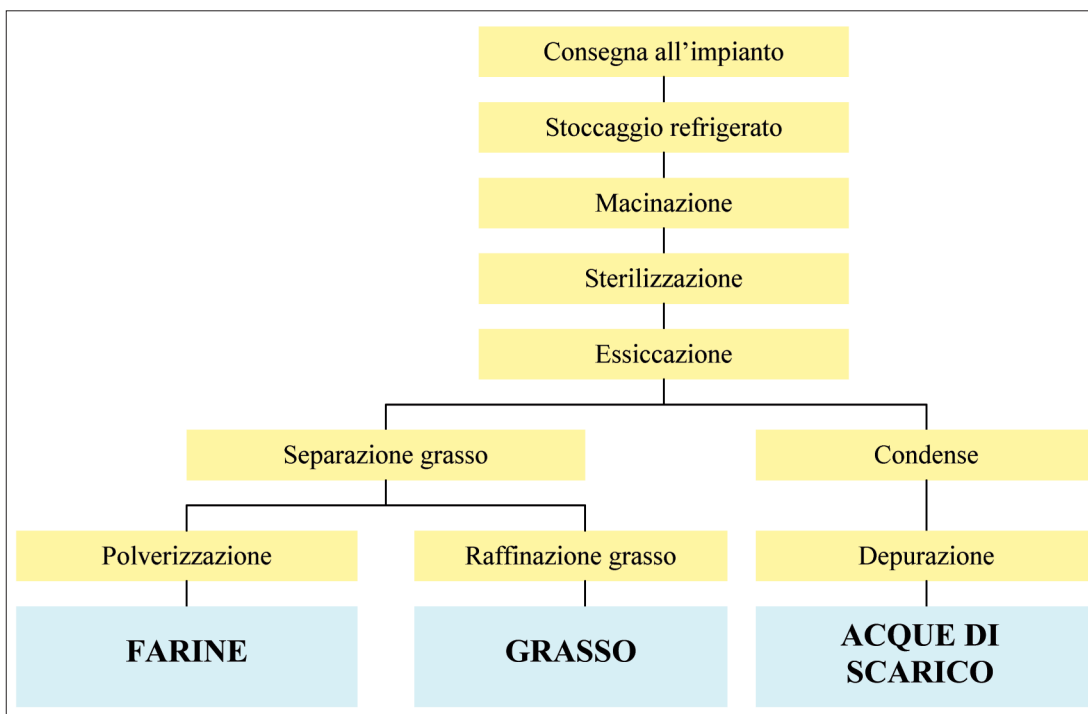 Consegna all’impianto
Stoccaggio refrigerato
Macinazione
Sterilizzazione
Essiccazione
Separazione grasso
Condense
Polverizzazione
Raffinazione grasso
Depurazione
FARINE
GRASSO
ACQUE DI
SCARICO